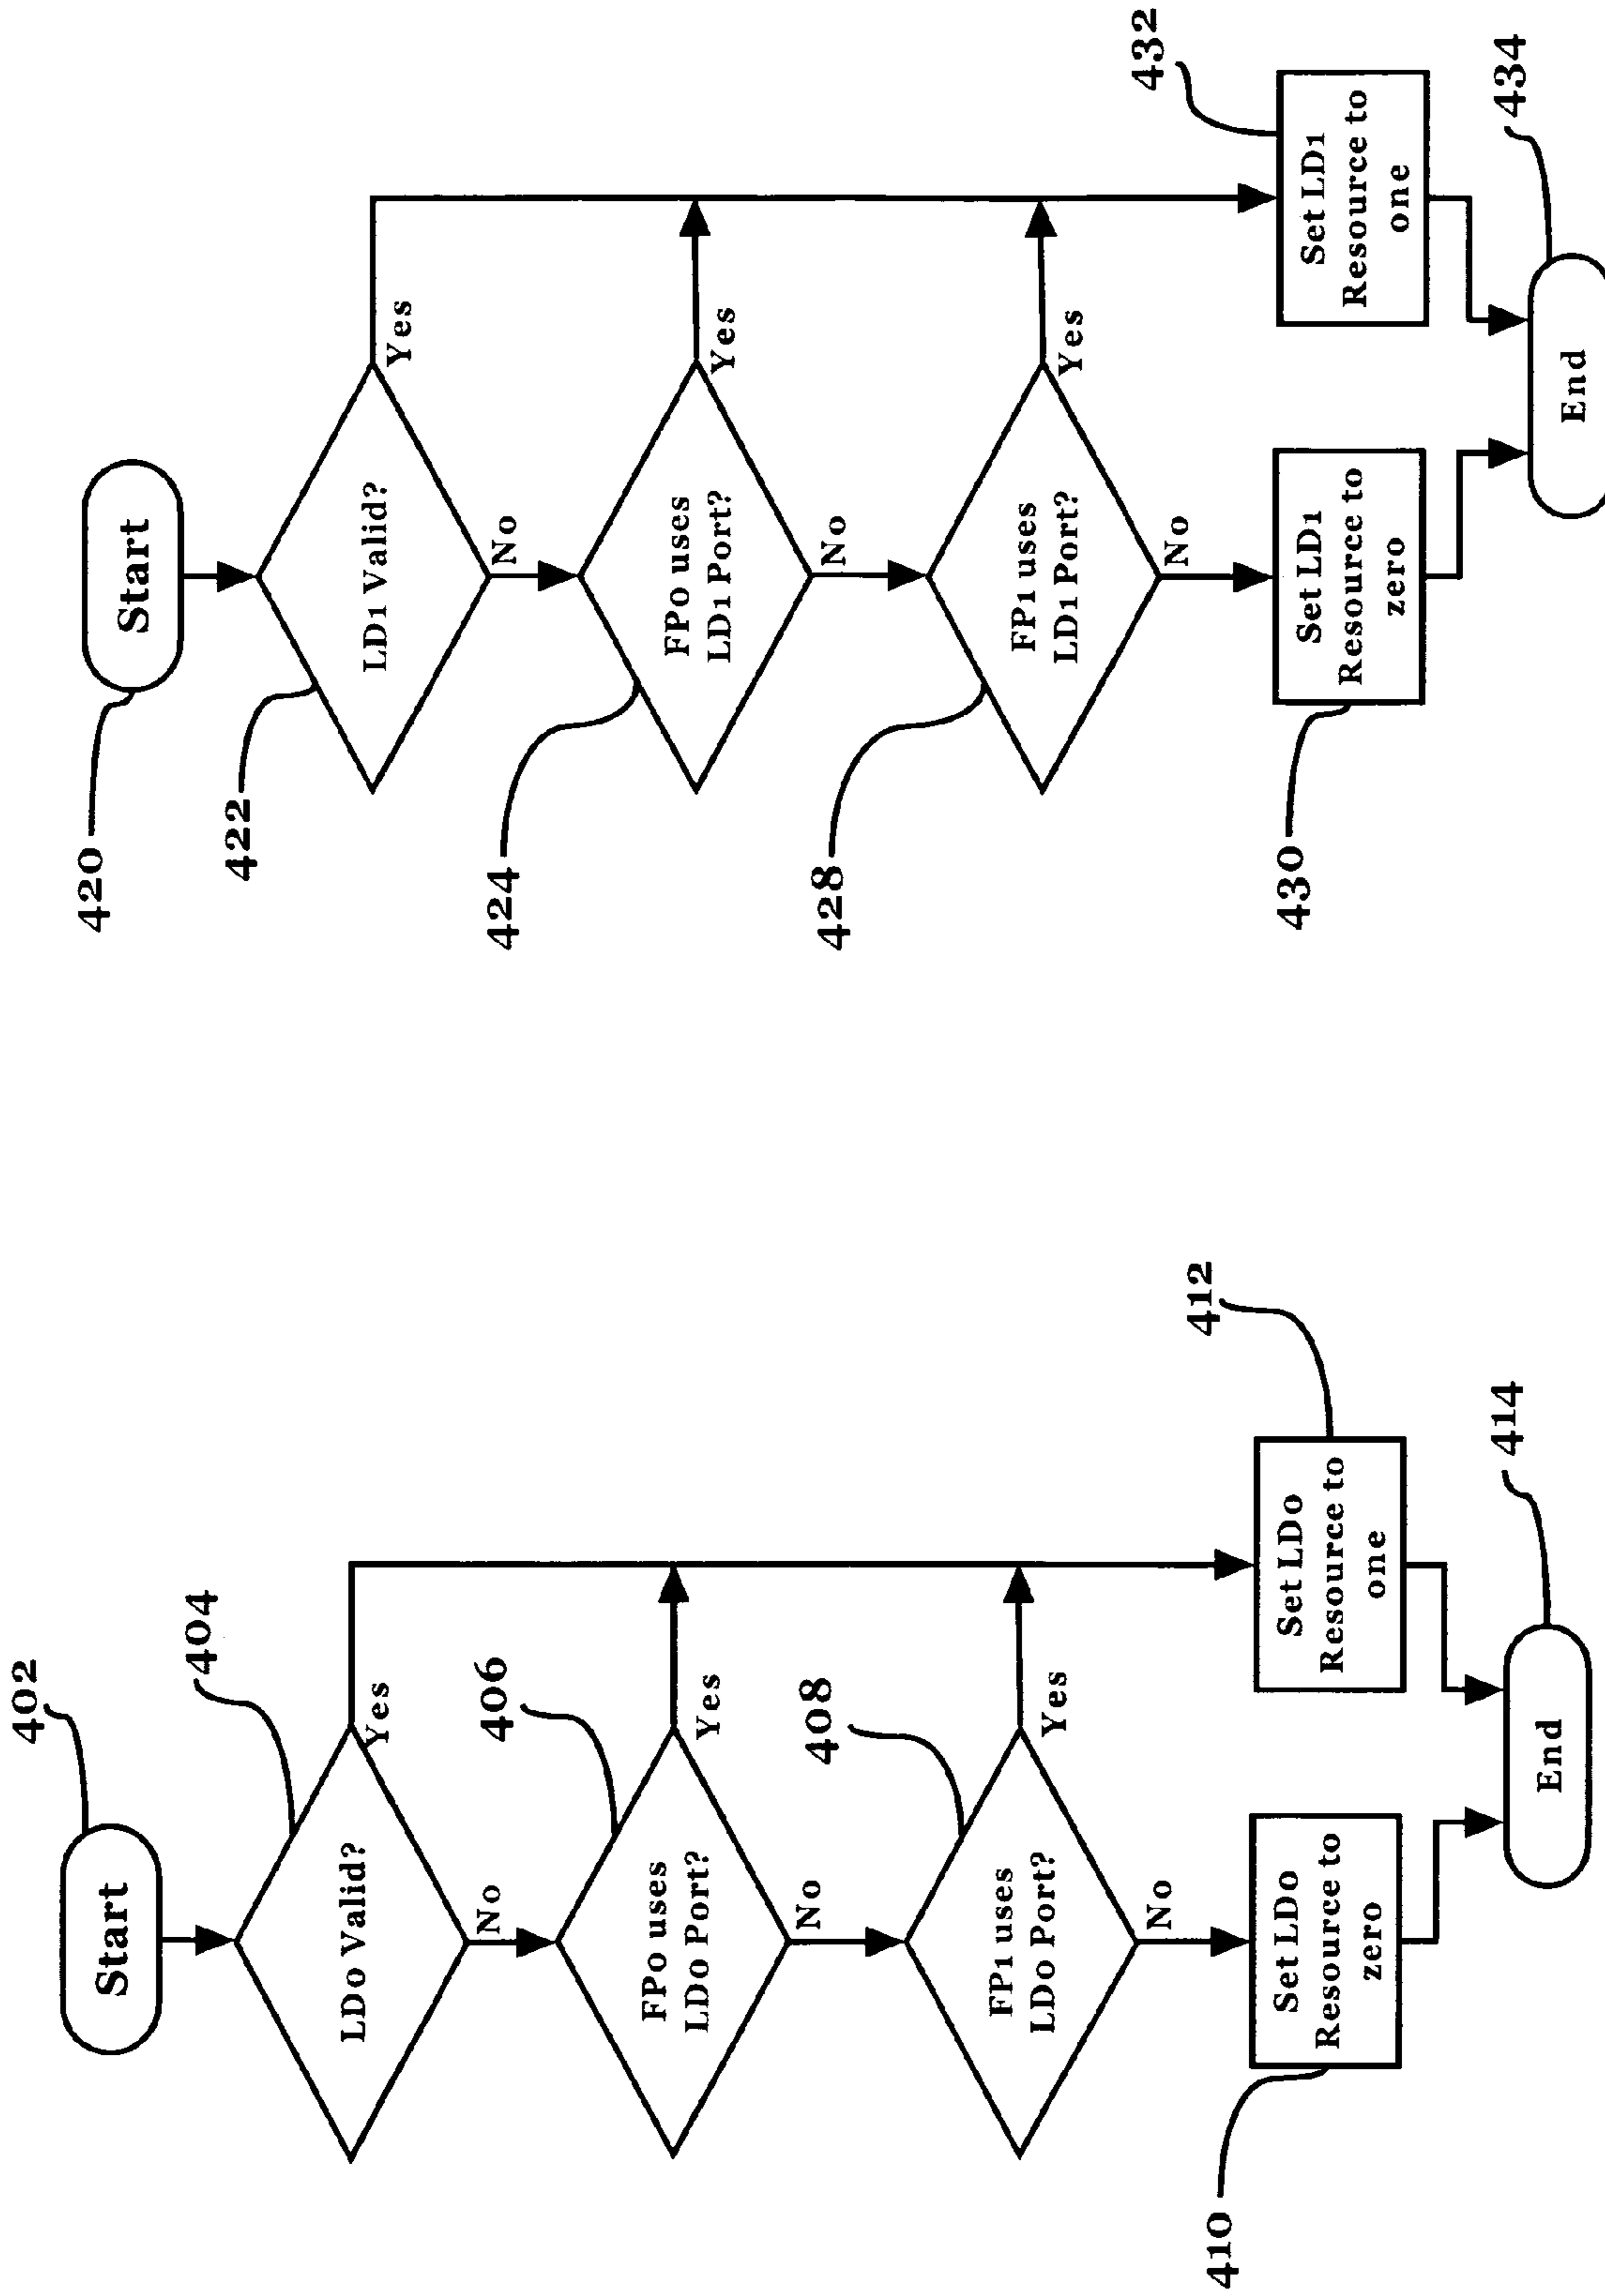 402
Start
404
LD0 Valid?
Yes
No
406
FP0 uses
LD0 Port?
Yes
No
408
FP1 uses
LD0 Port?
Yes
No
410
Set LD0
Resource to
zero
412
Set LD0
Resource to
one
414
End
420
Start
422
LD1 Valid?
Yes
No
424
FP0 uses
LD1 Port?
Yes
No
428
FP1 uses
LD1 Port?
Yes
No
430
Set LD1
Resource to
zero
432
Set LD1
Resource to
one
434
End